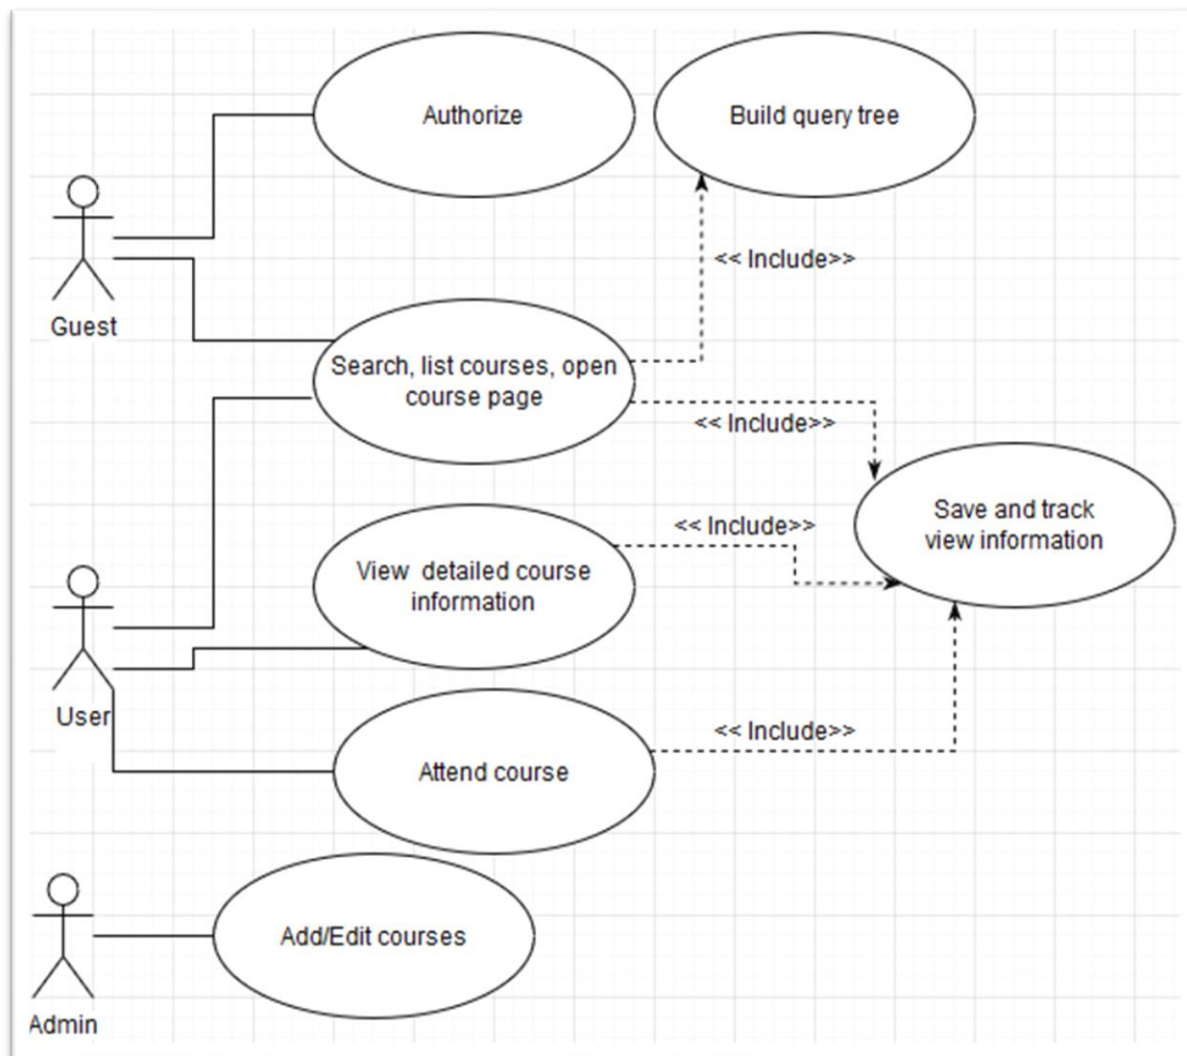 Authorize
Build query tree
<< Include>>
Guest
Search, list courses, open
course page
<< Include>>
Save and track
view information
<< Include>>
View detailed course
information
User
<< Include>>
Attend course
Add/Edit courses
Admin